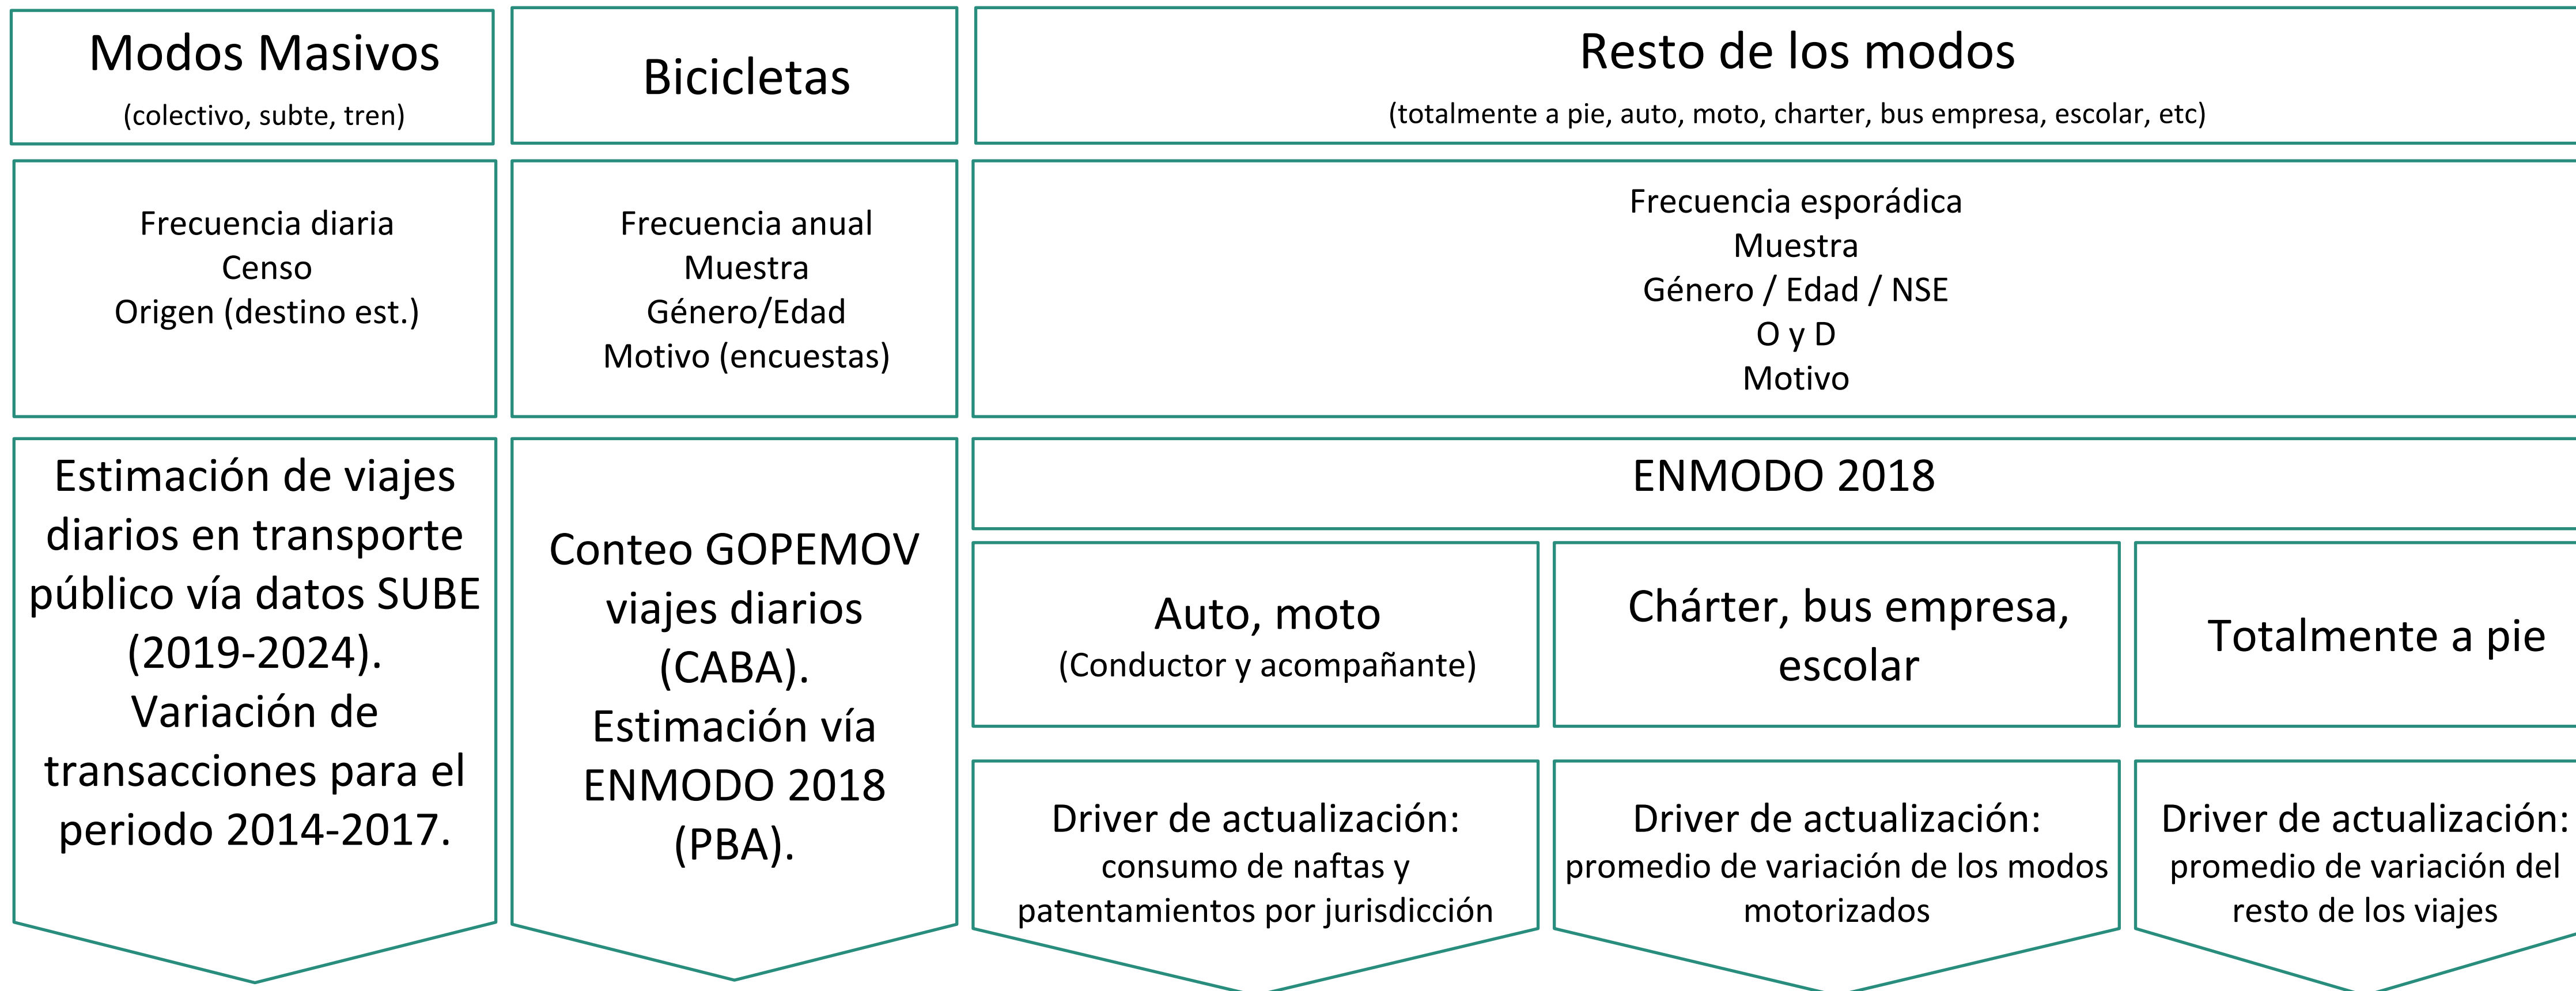 Modos Masivos
(colectivo, subte, tren)
Bicicletas
Resto de los modos
(totalmente a pie, auto, moto, charter, bus empresa, escolar, etc)
Frecuencia diaria
Censo
Origen (destino est.)
Frecuencia anual
Muestra
Género/Edad
Motivo (encuestas)
Frecuencia esporádica
Muestra
Género / Edad / NSE
O y D
Motivo
Estimación de viajes
diarios en transporte
público vía datos SUBE
(2019-2024).
Variación de
transacciones para el
periodo 2014-2017.
Conteo GOPEMOV
viajes diarios
(CABA).
Estimación vía
ENMODO 2018
(PBA).
ENMODO 2018
Auto, moto
(Conductor y acompañante)
Chárter, bus empresa,
escolar
Totalmente a pie
Driver de actualización:
consumo de naftas y
patentamientos por jurisdicción
Driver de actualización:
promedio de variación de los modos
motorizados
Driver de actualización:
promedio de variación del
resto de los viajes